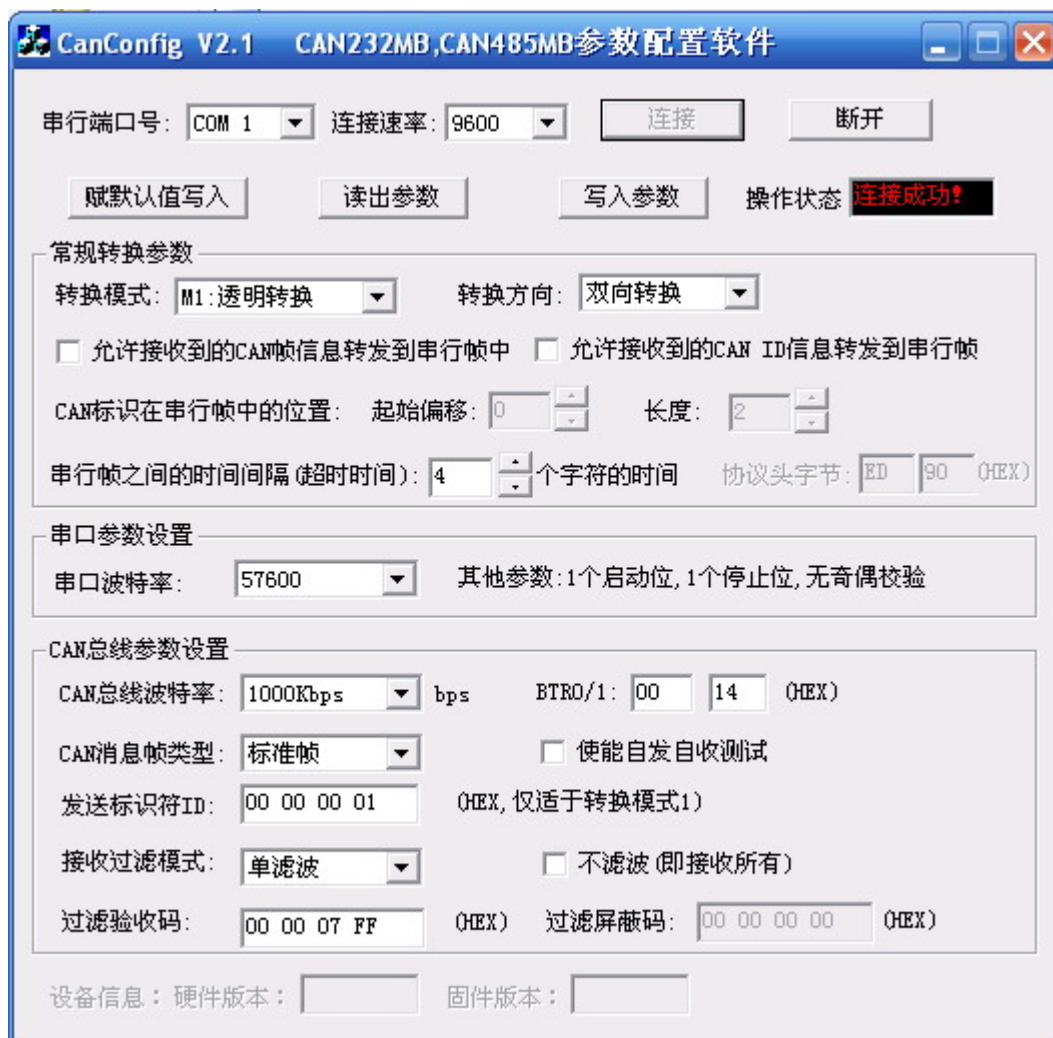 CanConfig V2.1 CAN232MB,CAN485MB参数配置软件
串行端口号: COM 1 连接速率: 9600 连接 断开
赋默认值写入 读出参数 写入参数 操作状态 连接成功!
常规转换参数
转换模式: M1:透明转换 转换方向: 双向转换
允许接收到的CAN帧信息转发到串行帧中 允许接收到的CAN ID信息转发到串行帧
CAN标识在串行帧中的位置: 起始偏移: 0 长度: 2
串行帧之间的时间间隔(超时时间): 4 个字符的时间 协议头字节: ED 90 (HEX)
串口参数设置
串口波特率: 57600 其他参数:1个启动位,1个停止位,无奇偶校验
CAN总线参数设置
CAN总线波特率: 1000Kbps bps BTR0/1: 00 14 (HEX)
CAN消息帧类型: 标准帧 使能自发自收测试
发送标识符ID: 00 00 00 01 (HEX,仅适于转换模式1)
接收过滤模式: 单滤波 不滤波(即接收所有)
过滤验收码: 00 00 07 FF (HEX) 过滤屏蔽码: 00 00 00 00 (HEX)
设备信息: 硬件版本: 固件版本: